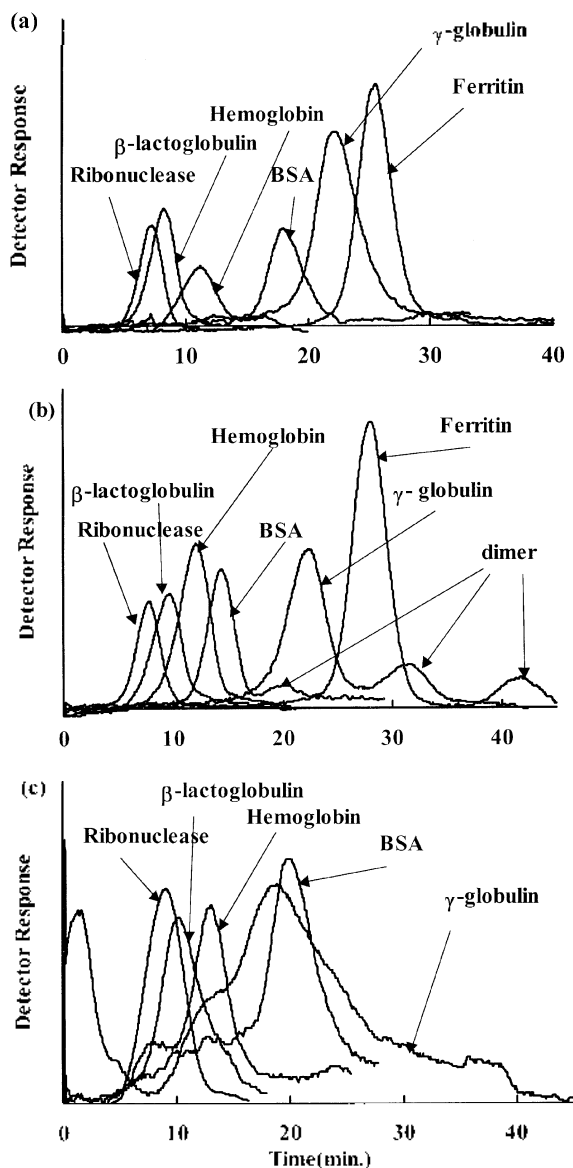 (a)
γ-globulin
Ferritin
Hemoglobin
β-lactoglobulin
Ribonuclease
BSA
Detector Response
0 10 20 30 40
(b)
Ferritin
Hemoglobin
γ- globulin
β-lactoglobulin
Ribonuclease
BSA
dimer
Detector Response
0 10 20 30 40
(c)
β-lactoglobulin
Hemoglobin
Ribonuclease
BSA
γ-globulin
Detector Response
0 10 20 30 40
Time(min.)